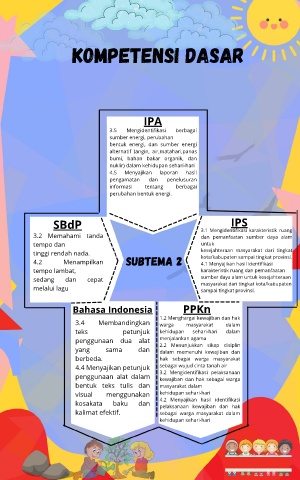 KOMPETENSI DASAR
IPA
3.5 Mengidentifikasi berbagai
sumber energi, perubahan
bentuk energi, dan sumber energi
alternatif (angin, air, matahari, panas
bumi, bahan bakar organik, dan
nuklir) dalam kehidupan sehari-hari
4.5 Menyajikan laporan hasil
pengamatan dan penelusuran
informasi tentang berbagai
perubahan bentuk energi.
SBdP
3.2 Memahami tanda
tempo dan
tinggi rendah nada.
4.2 Menampilkan
tempo lambat,
sedang dan cepat
melalui lagu
SUBTEMA 2
IPS
3.1 Mengidentifikasi karakteristik ruang
dan pemanfaatan sumber daya alam
untuk
kesejahteraan masyarakat dari tingkat
kota/kabupaten sampai tingkat provinsi.
4.1 Menyajikan hasil identifikasi
karakteristik ruang dan pemanfaatan
sumber daya alam untuk kesejahteraan
masyarakat dari tingkat kota/kabupaten
sampai tingkat provinsi.
Bahasa Indonesia
3.4 Membandingkan
teks petunjuk
penggunaan dua alat
yang sama dan
berbeda.
4.4 Menyajikan petunjuk
penggunaan alat dalam
bentuk teks tulis dan
visual menggunakan
kosakata baku dan
kalimat efektif.
PPKn
1.2 Menghargai kewajiban dan hak
warga masyarakat dalam
kehidupan sehari-hari dalam
menjalankan agama
2.2 Menunjukkan sikap disiplin
dalam memenuhi kewajiban dan
hak sebagai warga masyarakat
sebagai wujud cinta tanah air
3.2 Mengidentifikasi pelaksanaan
kewajiban dan hak sebagai warga
masyarakat dalam
kehidupan sehari-hari
4.2 Menyajikan hasil identifikasi
pelaksanaan kewajiban dan hak
sebagai warga masyarakat dalam
kehidupan sehari-hari